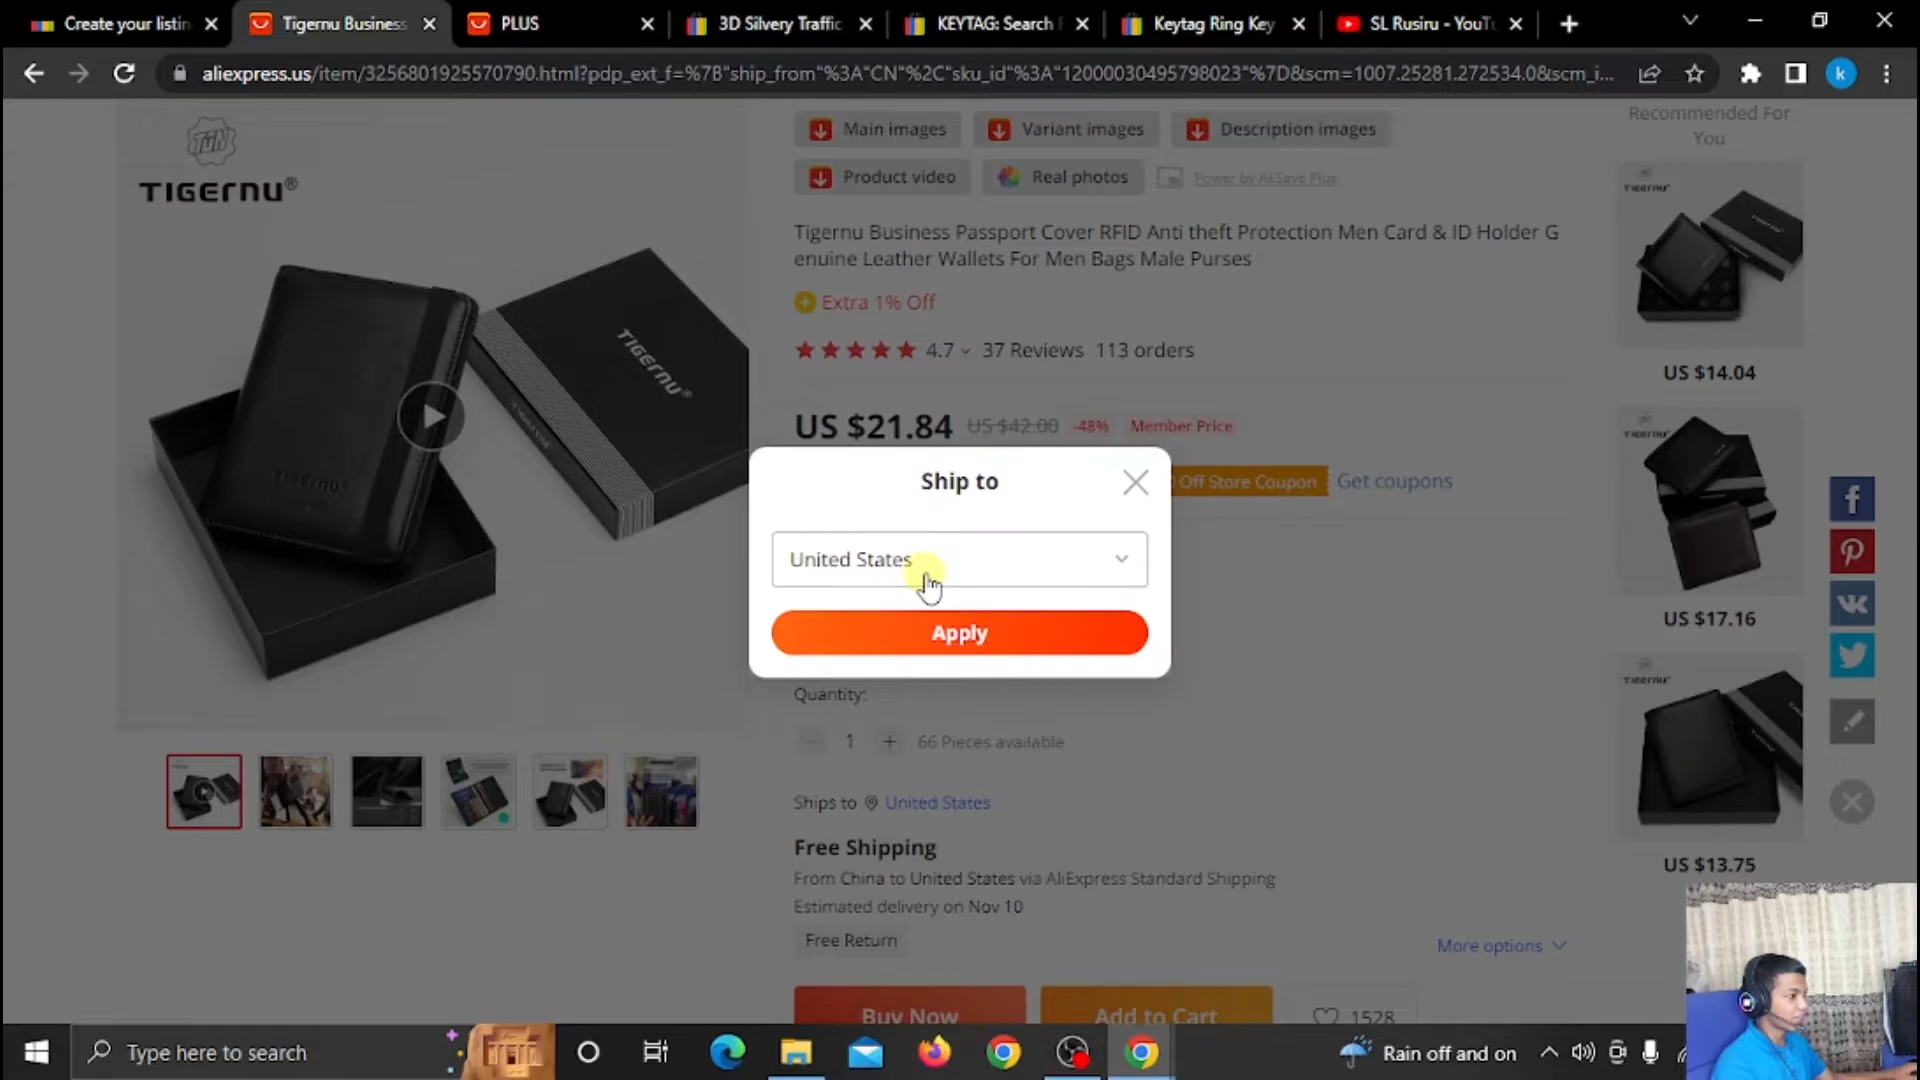 Create your listin
Tigernu Business
PLUS
3D Silvery Traffic
KEYTAG: Search
Keytag Ring Key
SL Rusiru - YouTu
aliexpress.us/item/3256801925570790.html?pdp_ext_f=%7B"ship_from"%3A"CN"%2C"sku_id"%3A"12000030495798023"%7D&scm=1007.25281.272534.0&scm_i...
k
TIGERNU®
TIGERNU®
Main images
Variant images
Description images
Product video
Real photos
Power by AliSave Plus
Tigernu Business Passport Cover RFID Anti theft Protection Men Card & ID Holder G
enuine Leather Wallets For Men Bags Male Purses
Extra 1% Off
4.7
37 Reviews
113 orders
US $21.84
US $42.00
-48%
Member Price
Off Store Coupon
Get coupons
Ship to
United States
Apply
Quantity:
1
66 Pieces available
Ships to
United States
Free Shipping
From China to United States via AliExpress Standard Shipping
Estimated delivery on Nov 10
Free Return
More options
Buy Now
Add to Cart
1528
Recommended For
You
US $14.04
US $17.16
US $13.75
Type here to search
Rain off and on